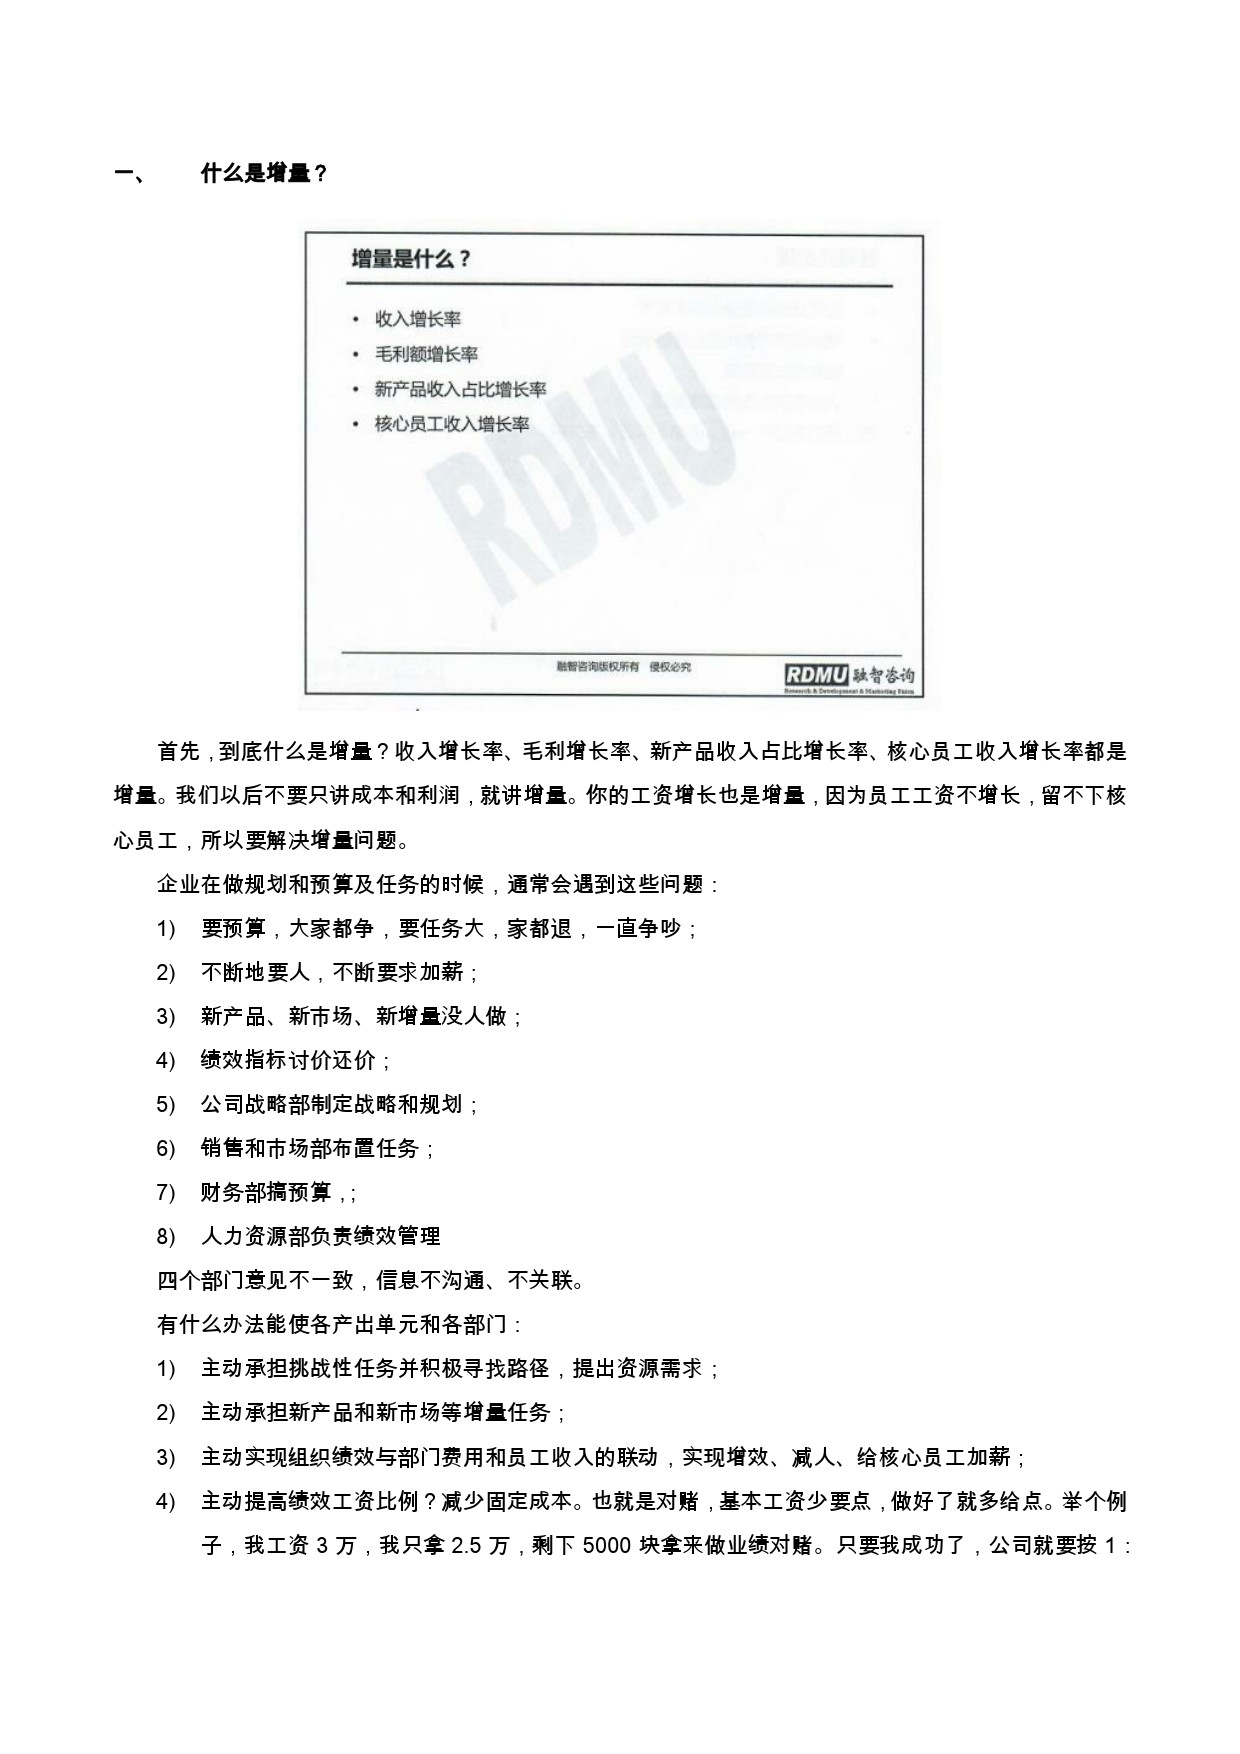 一、 什么是增量？
增量是什么？
• 收入增长率
• 毛利额增长率
• 新产品收入占比增长率
• 核心员工收入增长率
RDMU
融智咨询版权所有 侵权必究
RDMU 融智咨询
Research & Development & Marketing Union
首先，到底什么是增量？收入增长率、毛利增长率、新产品收入占比增长率、核心员工收入增长率都是
增量。我们以后不要只讲成本和利润，就讲增量。你的工资增长也是增量，因为员工工资不增长，留不下核
心员工，所以要解决增量问题。
企业在做规划和预算及任务的时候，通常会遇到这些问题：
1) 要预算，大家都争，要任务大，家都退，一直争吵；
2) 不断地要人，不断要求加薪；
3) 新产品、新市场、新增量没人做；
4) 绩效指标讨价还价；
5) 公司战略部制定战略和规划；
6) 销售和市场部布置任务；
7) 财务部搞预算，；
8) 人力资源部负责绩效管理
四个部门意见不一致，信息不沟通、不关联。
有什么办法能使各产出单元和各部门：
1) 主动承担挑战性任务并积极寻找路径，提出资源需求；
2) 主动承担新产品和新市场等增量任务；
3) 主动实现组织绩效与部门费用和员工收入的联动，实现增效、减人、给核心员工加薪；
4) 主动提高绩效工资比例？减少固定成本。也就是对赌，基本工资少要点，做好了就多给点。举个例
子，我工资 3 万，我只拿 2.5 万，剩下 5000 块拿来做业绩对赌。只要我成功了，公司就要按 1：